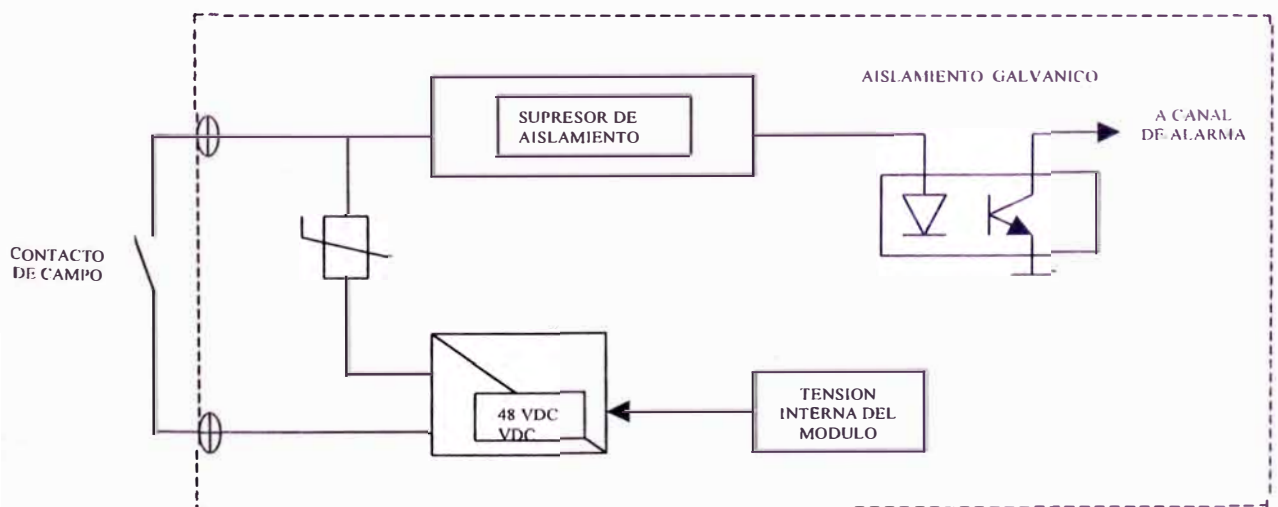 AISLAMIENTO GALVANICO
SUPRESOR DE
AISLAMIENTO
A CANAL
DE ALARMA
CONTACTO
DE CAMPO
48 VDC
VDC
TENSION
INTERNA DEL
MODULO